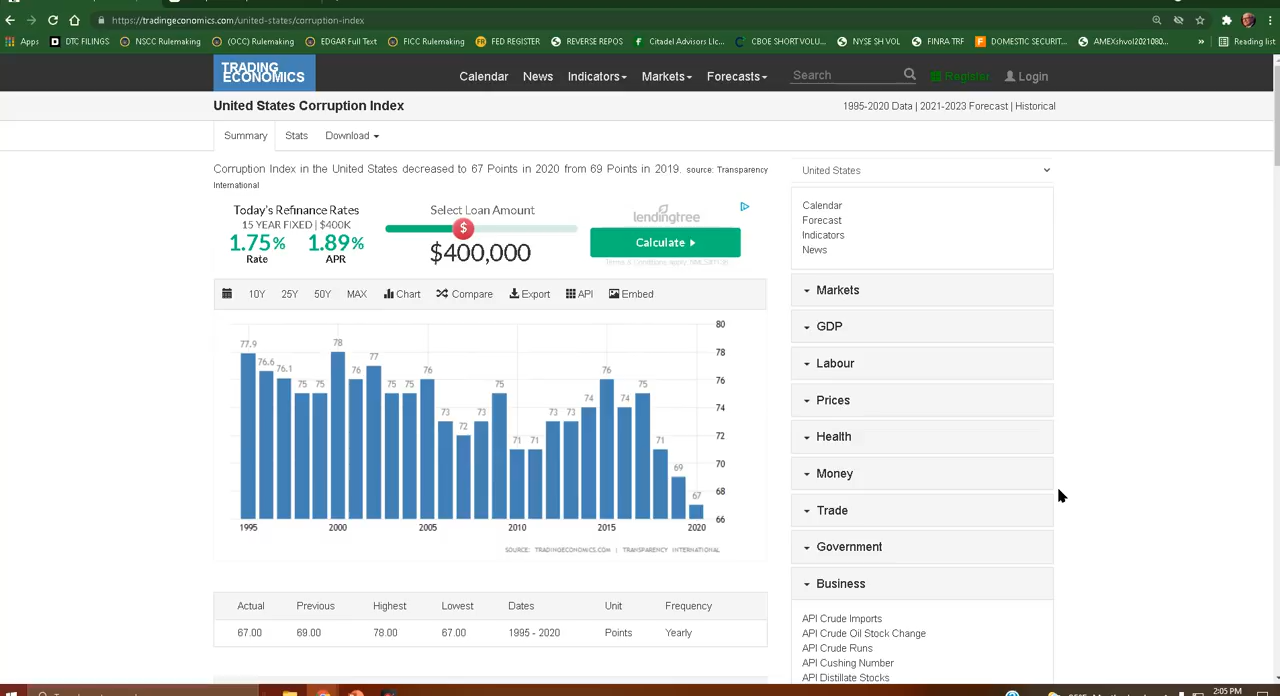 https://tradingeconomics.com/united-states/corruption-index
Apps DTC FILINGS NSCC Rulemaking (OCC) Rulemaking EDGAR Full Text FICC Rulemaking FED REGISTER REVERSE REPOS Citadel Advisors Llc... CBOE SHORT VOLU... NYSE SH VOL FINRA TRF DOMESTIC SECURIT... AMEXshvol2021080... » Reading list
TRADING
ECONOMICS
Calendar News Indicators Markets Forecasts Search Register Login
United States Corruption Index
1995-2020 Data | 2021-2023 Forecast | Historical
Summary Stats Download
Corruption Index in the United States decreased to 67 Points in 2020 from 69 Points in 2019. source: Transparency
International
Today's Refinance Rates
15 YEAR FIXED | $400K
1.75% 1.89%
Rate APR
Select Loan Amount
$
$400,000
lendingtree
Calculate
10Y 25Y 50Y MAX Chart Compare Export API Embed
80
78
76
74
72
70
68
66
77.9 76.6 76.1 75 75 78 76 77 75 75 76 73 72 73 75 71 71 73 73 74 76 74 75 71 69 67
1995 2000 2005 2010 2015 2020
SOURCE: TRADINGECONOMICS.COM | TRANSPARENCY INTERNATIONAL
Actual Previous Highest Lowest Dates Unit Frequency
67.00 69.00 78.00 67.00 1995 - 2020 Points Yearly
United States
Calendar
Forecast
Indicators
News
Markets
GDP
Labour
Prices
Health
Money
Trade
Government
Business
API Crude Imports
API Crude Oil Stock Change
API Crude Runs
API Cushing Number
API Distillate Stocks
2:05 PM